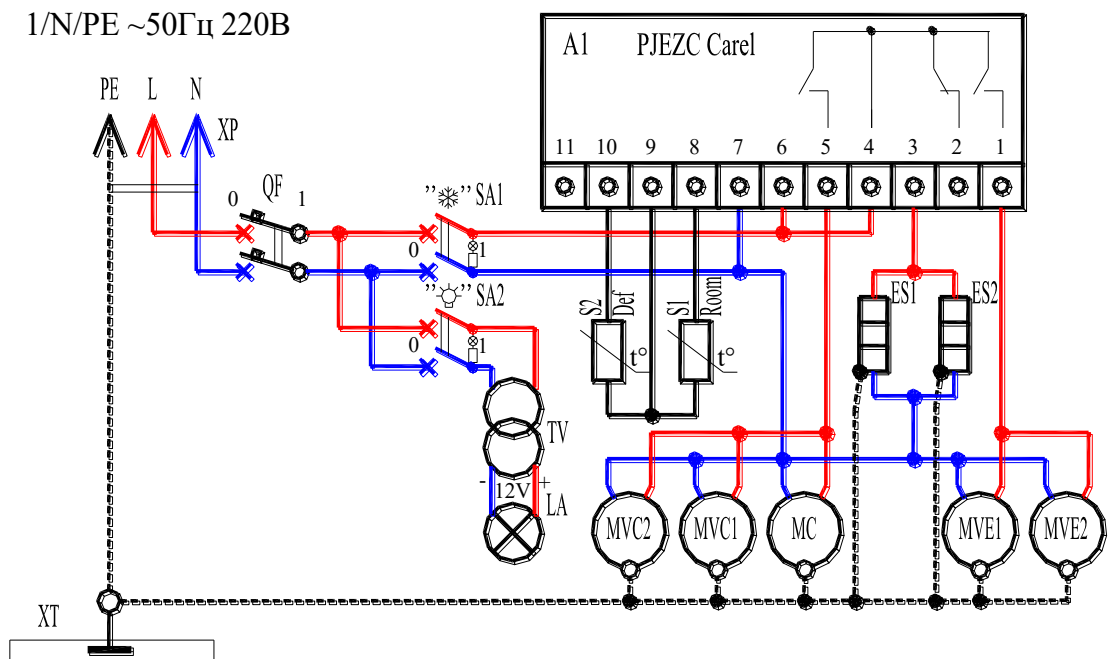 1/N/PE ~50Гц 220В
A1 PJEZC Carel
PE L N
XP
11 10 9 8 7 6 5 4 3 2 1
0 QF 1
"❄" SA1
0 1
"" SA2
0 1
S2 Def
S1 Room
t° t°
ES1 ES2
TV
- 12V +
LA
MVC2 MVC1 MC MVE1 MVE2
XT